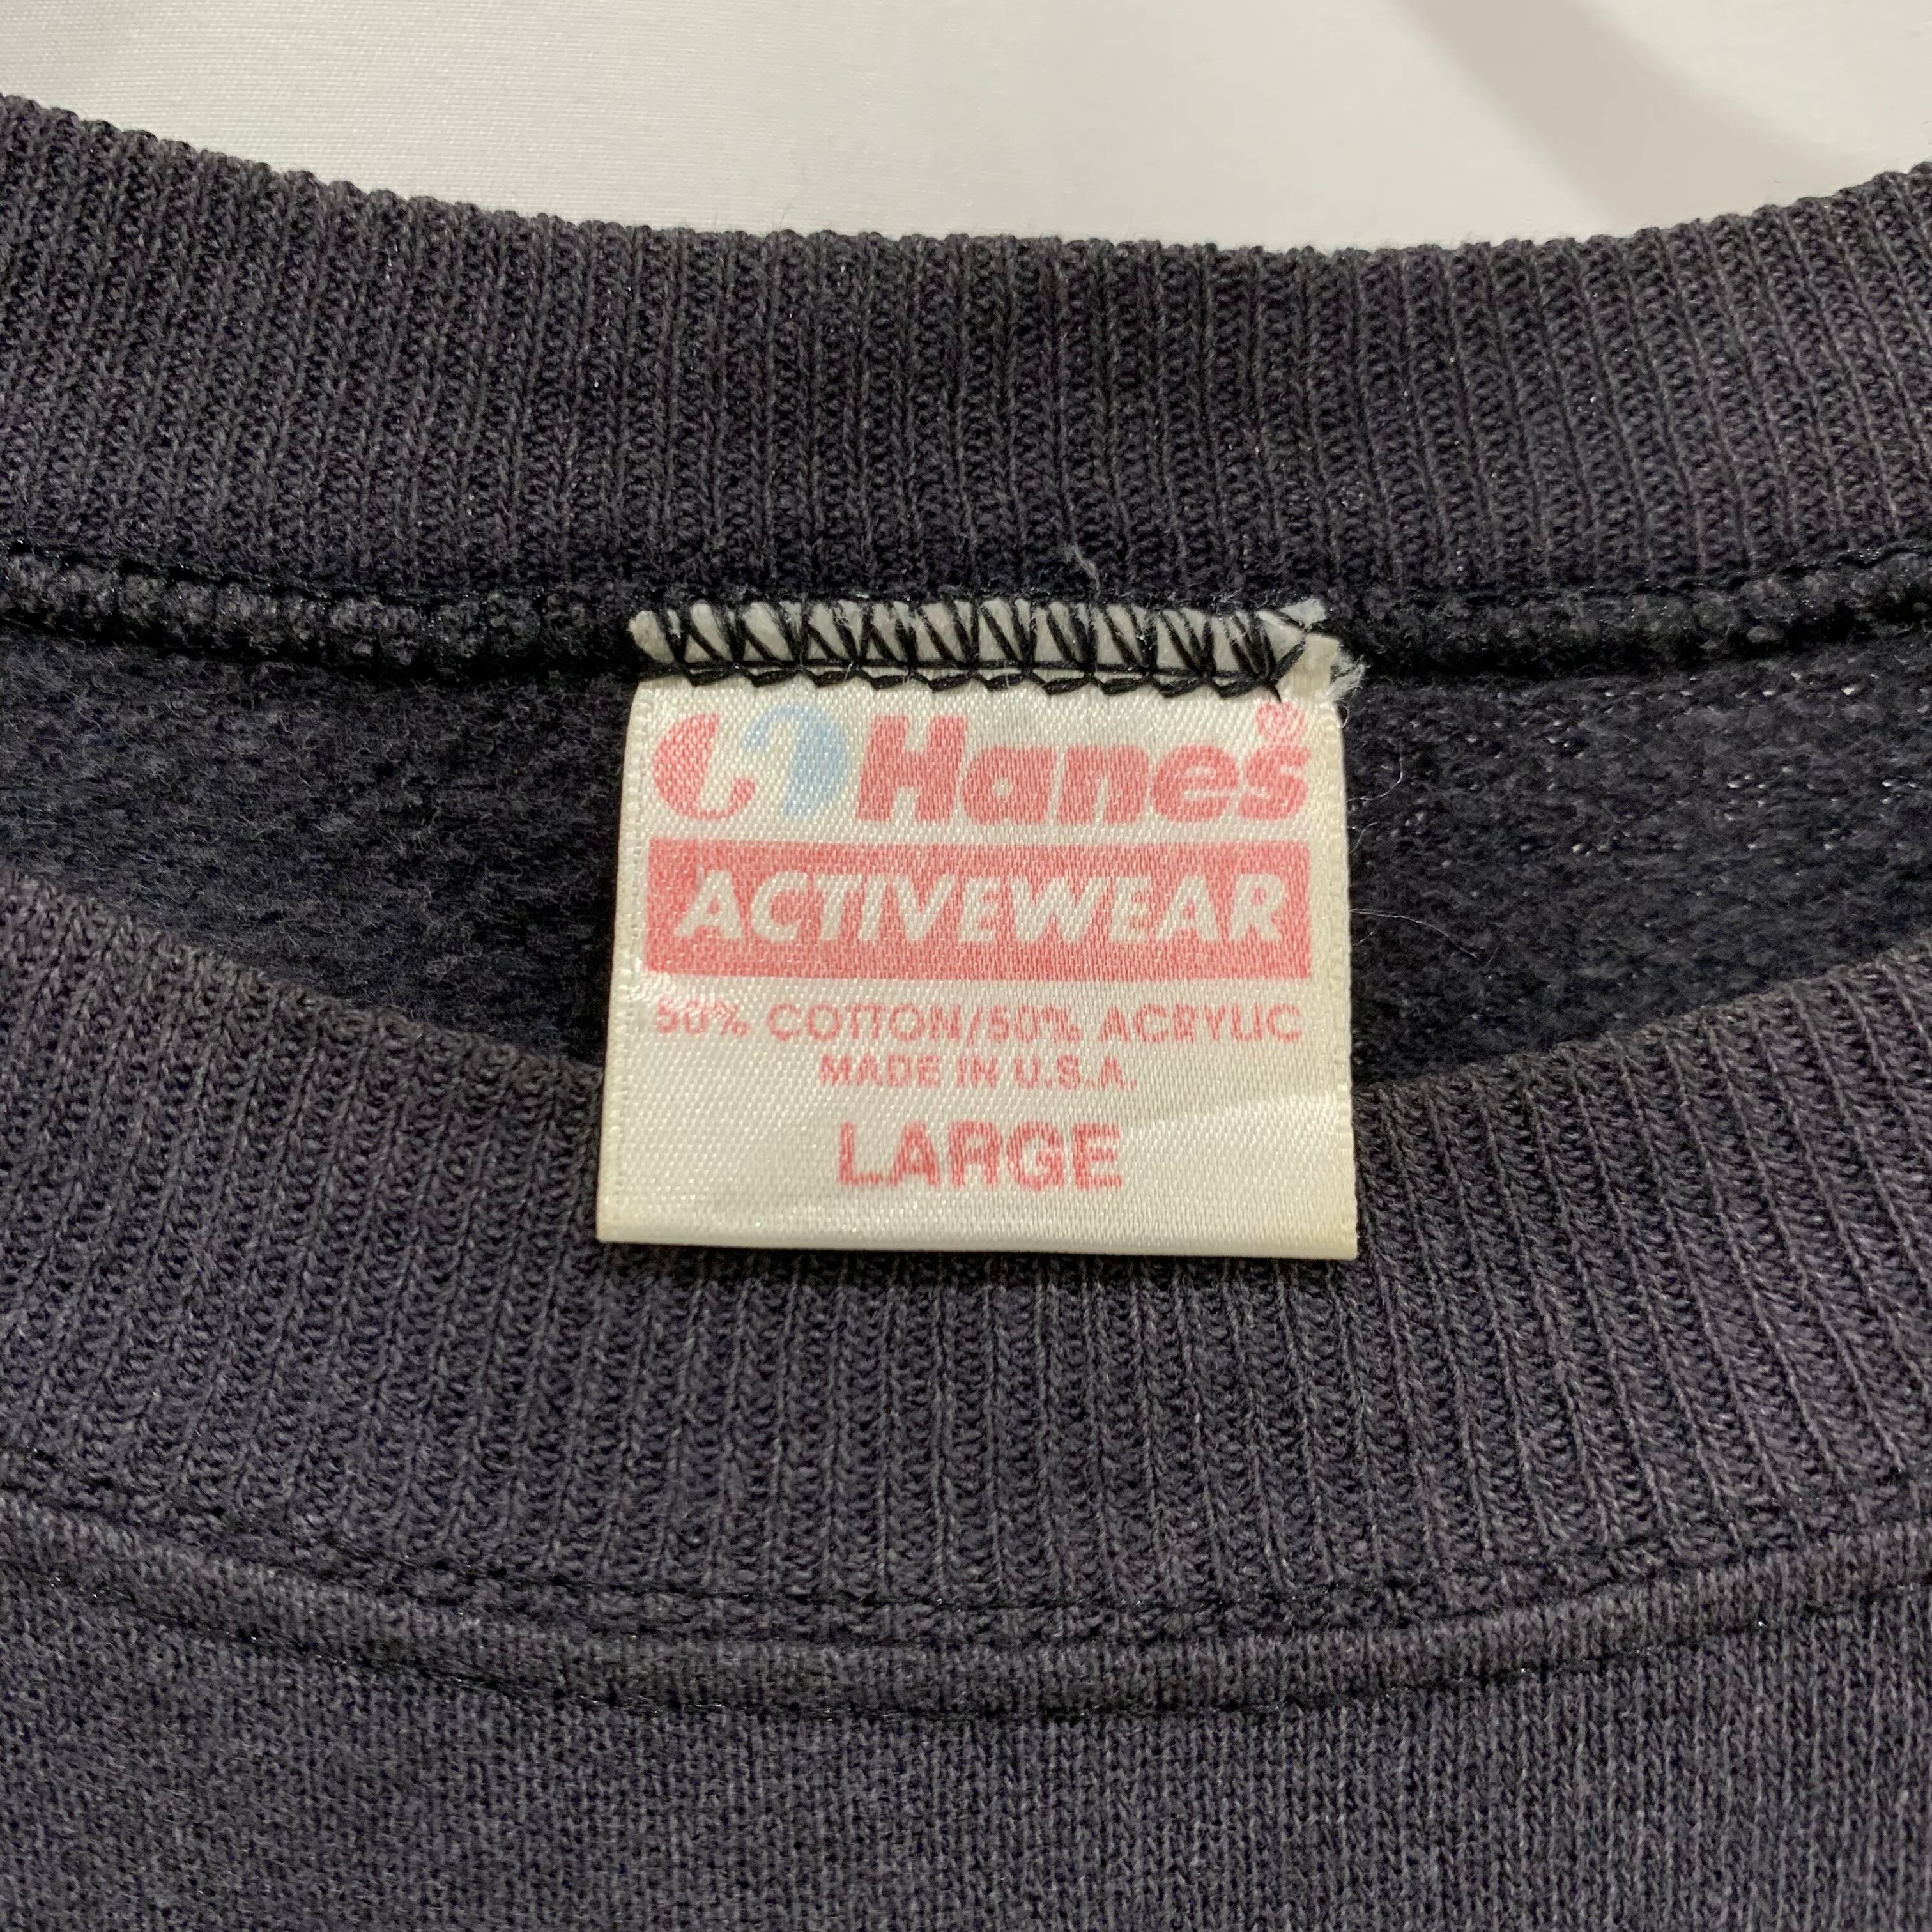 Hanes®
ACTIVEWEAR
50% COTTON/50% ACRYLIC
MADE IN U.S.A.
LARGE